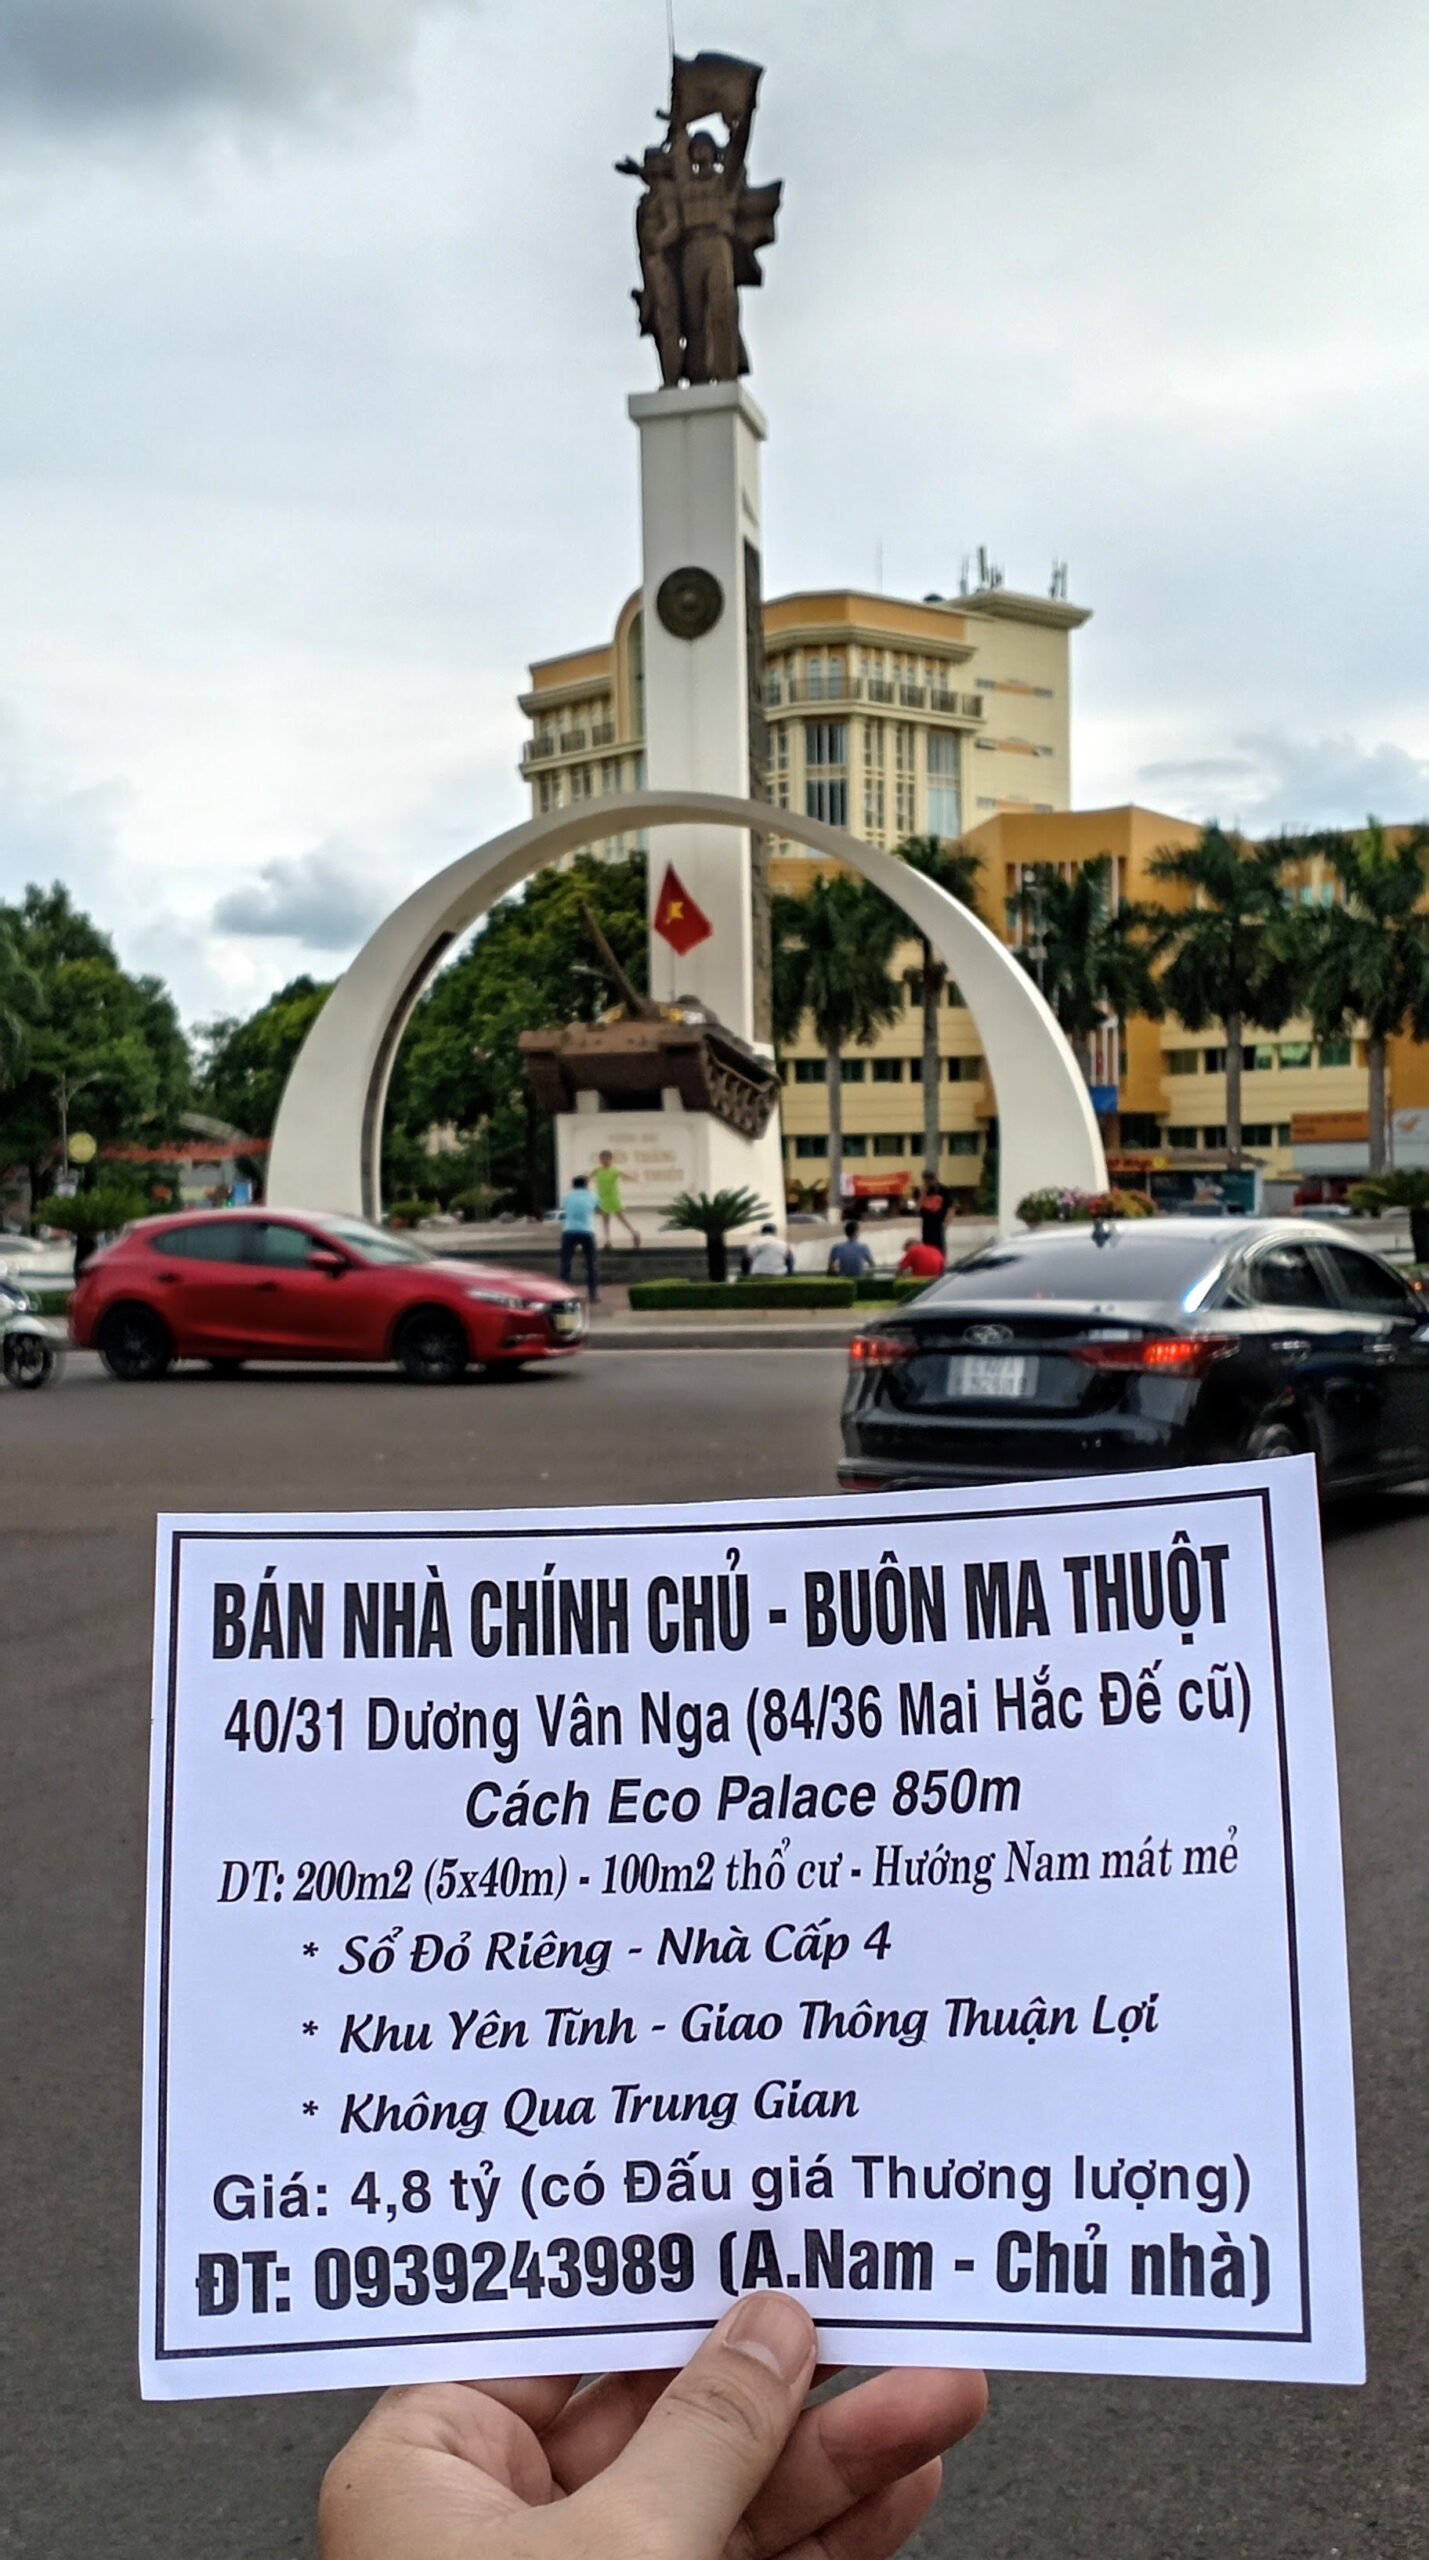 CHIẾN THẮNG
BÁN NHÀ CHÍNH CHỦ - BUÔN MA THUỘT
40/31 Dương Vân Nga (84/36 Mai Hắc Đế cũ)
Cách Eco Palace 850m
DT: 200m2 (5x40m) - 100m2 thổ cư - Hướng Nam mát mẻ
* Sổ Đỏ Riêng - Nhà Cấp 4
* Khu Yên Tĩnh - Giao Thông Thuận Lợi
* Không Qua Trung Gian
Giá: 4,8 tỷ (có Đấu giá Thương lượng)
ĐT: 0939243989 (A.Nam - Chủ nhà)